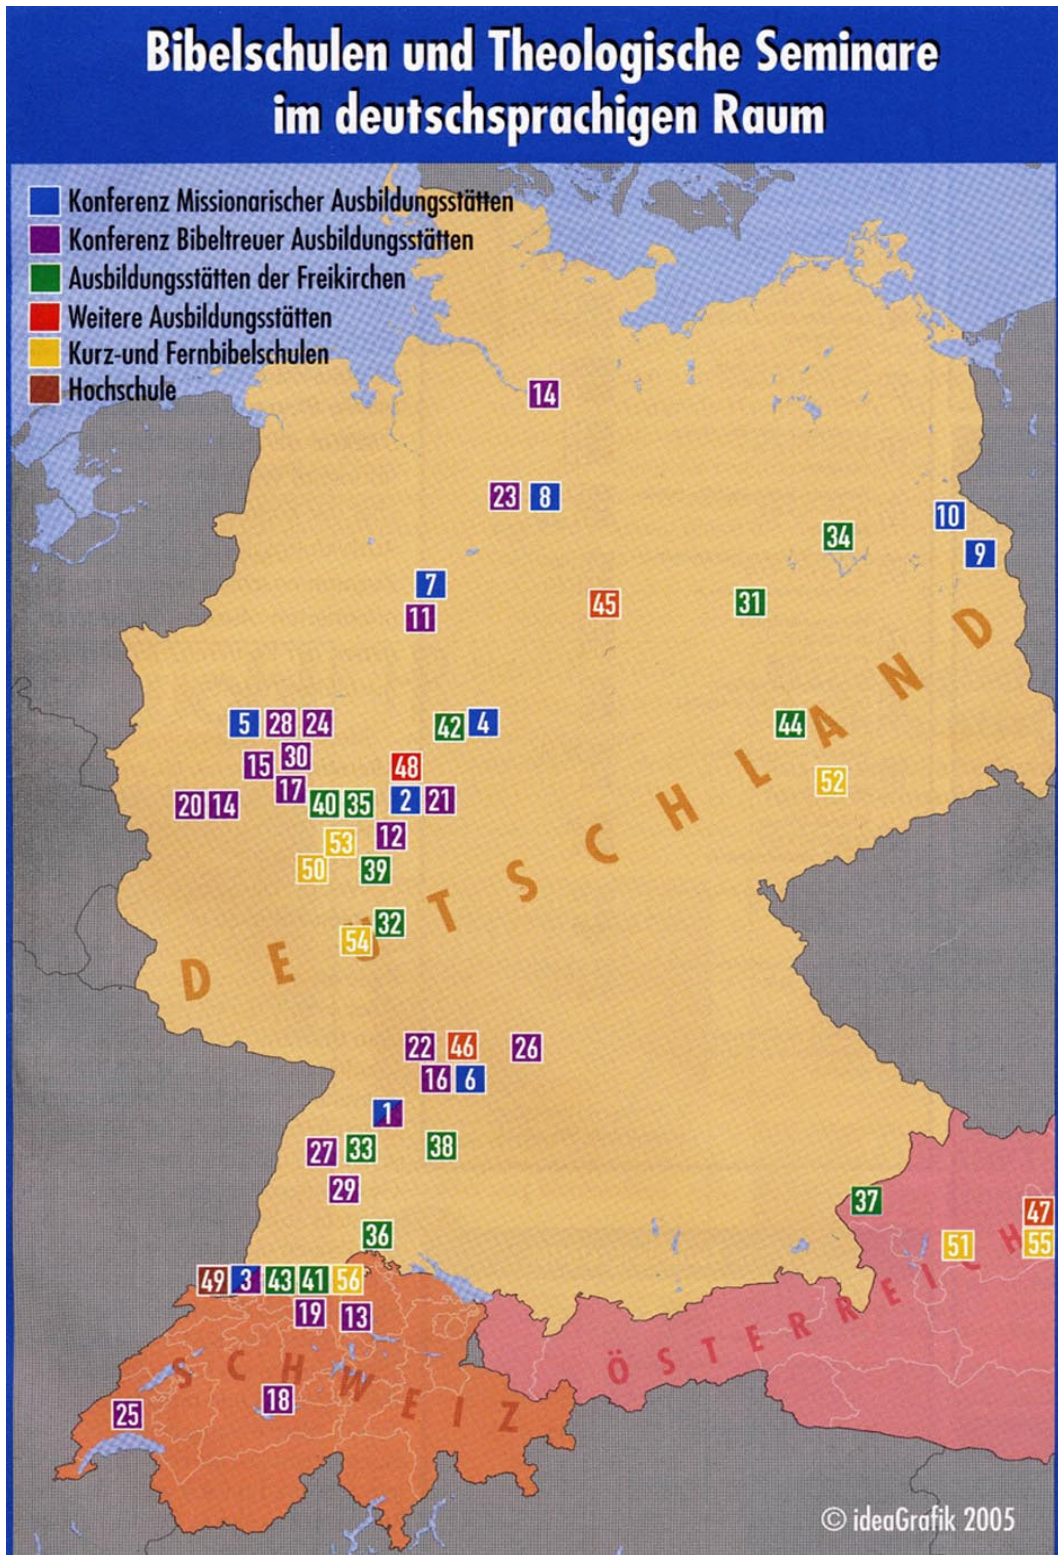 Bibelschulen und Theologische Seminare
im deutschsprachigen Raum
Konferenz Missionarischer Ausbildungsstätten
Konferenz Bibeltreuer Ausbildungsstätten
Ausbildungsstätten der Freikirchen
Weitere Ausbildungsstätten
Kurz-und Fernbibelschulen
Hochschule
14
23 8
10
34
9
7
45 31
11
5 28 24 42 4 44
30
15 48
52
17
20 14 40 35 2 21
12
53
50 39
32
54
DEUTSCHLAND
22 46 26
16 6
1
27 33 38
29
37
47
36
51 55
49 3 43 41 56
19 13
ÖSTERREICH
SCHWEIZ
18
25
© ideaGrafik 2005